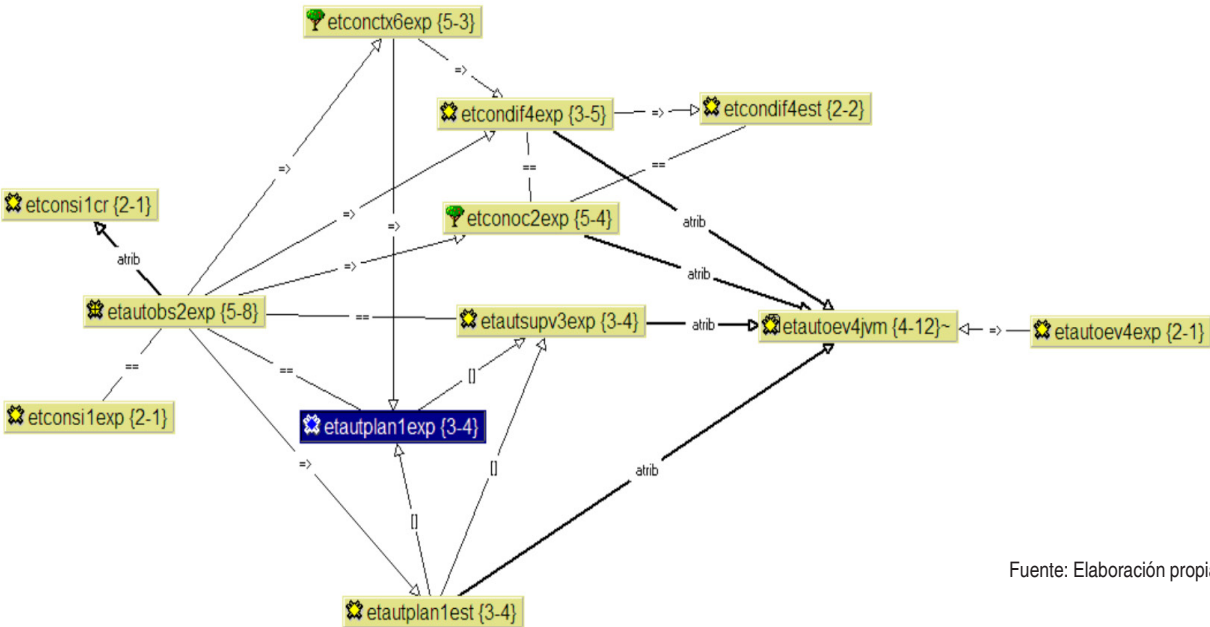 etconctx6exp {5-3}
=>
etcondif4exp {3-5}
=>
etcondif4est {2-2}
=>
==
==
=>
etconsi1cr {2-1}
etconoc2exp {5-4}
=>
atrib
=>
atrib
=>
atrib
etautobs2exp {5-8}
==
etautsupv3exp {3-4}
atrib
etautoev4jvm {4-12}~
=>
etautoev4exp {2-1}
==
==
[]
etconsi1exp {2-1}
etautplan1exp {3-4}
=>
[]
atrib
[]
Fuente: Elaboración propia
etautplan1est {3-4}